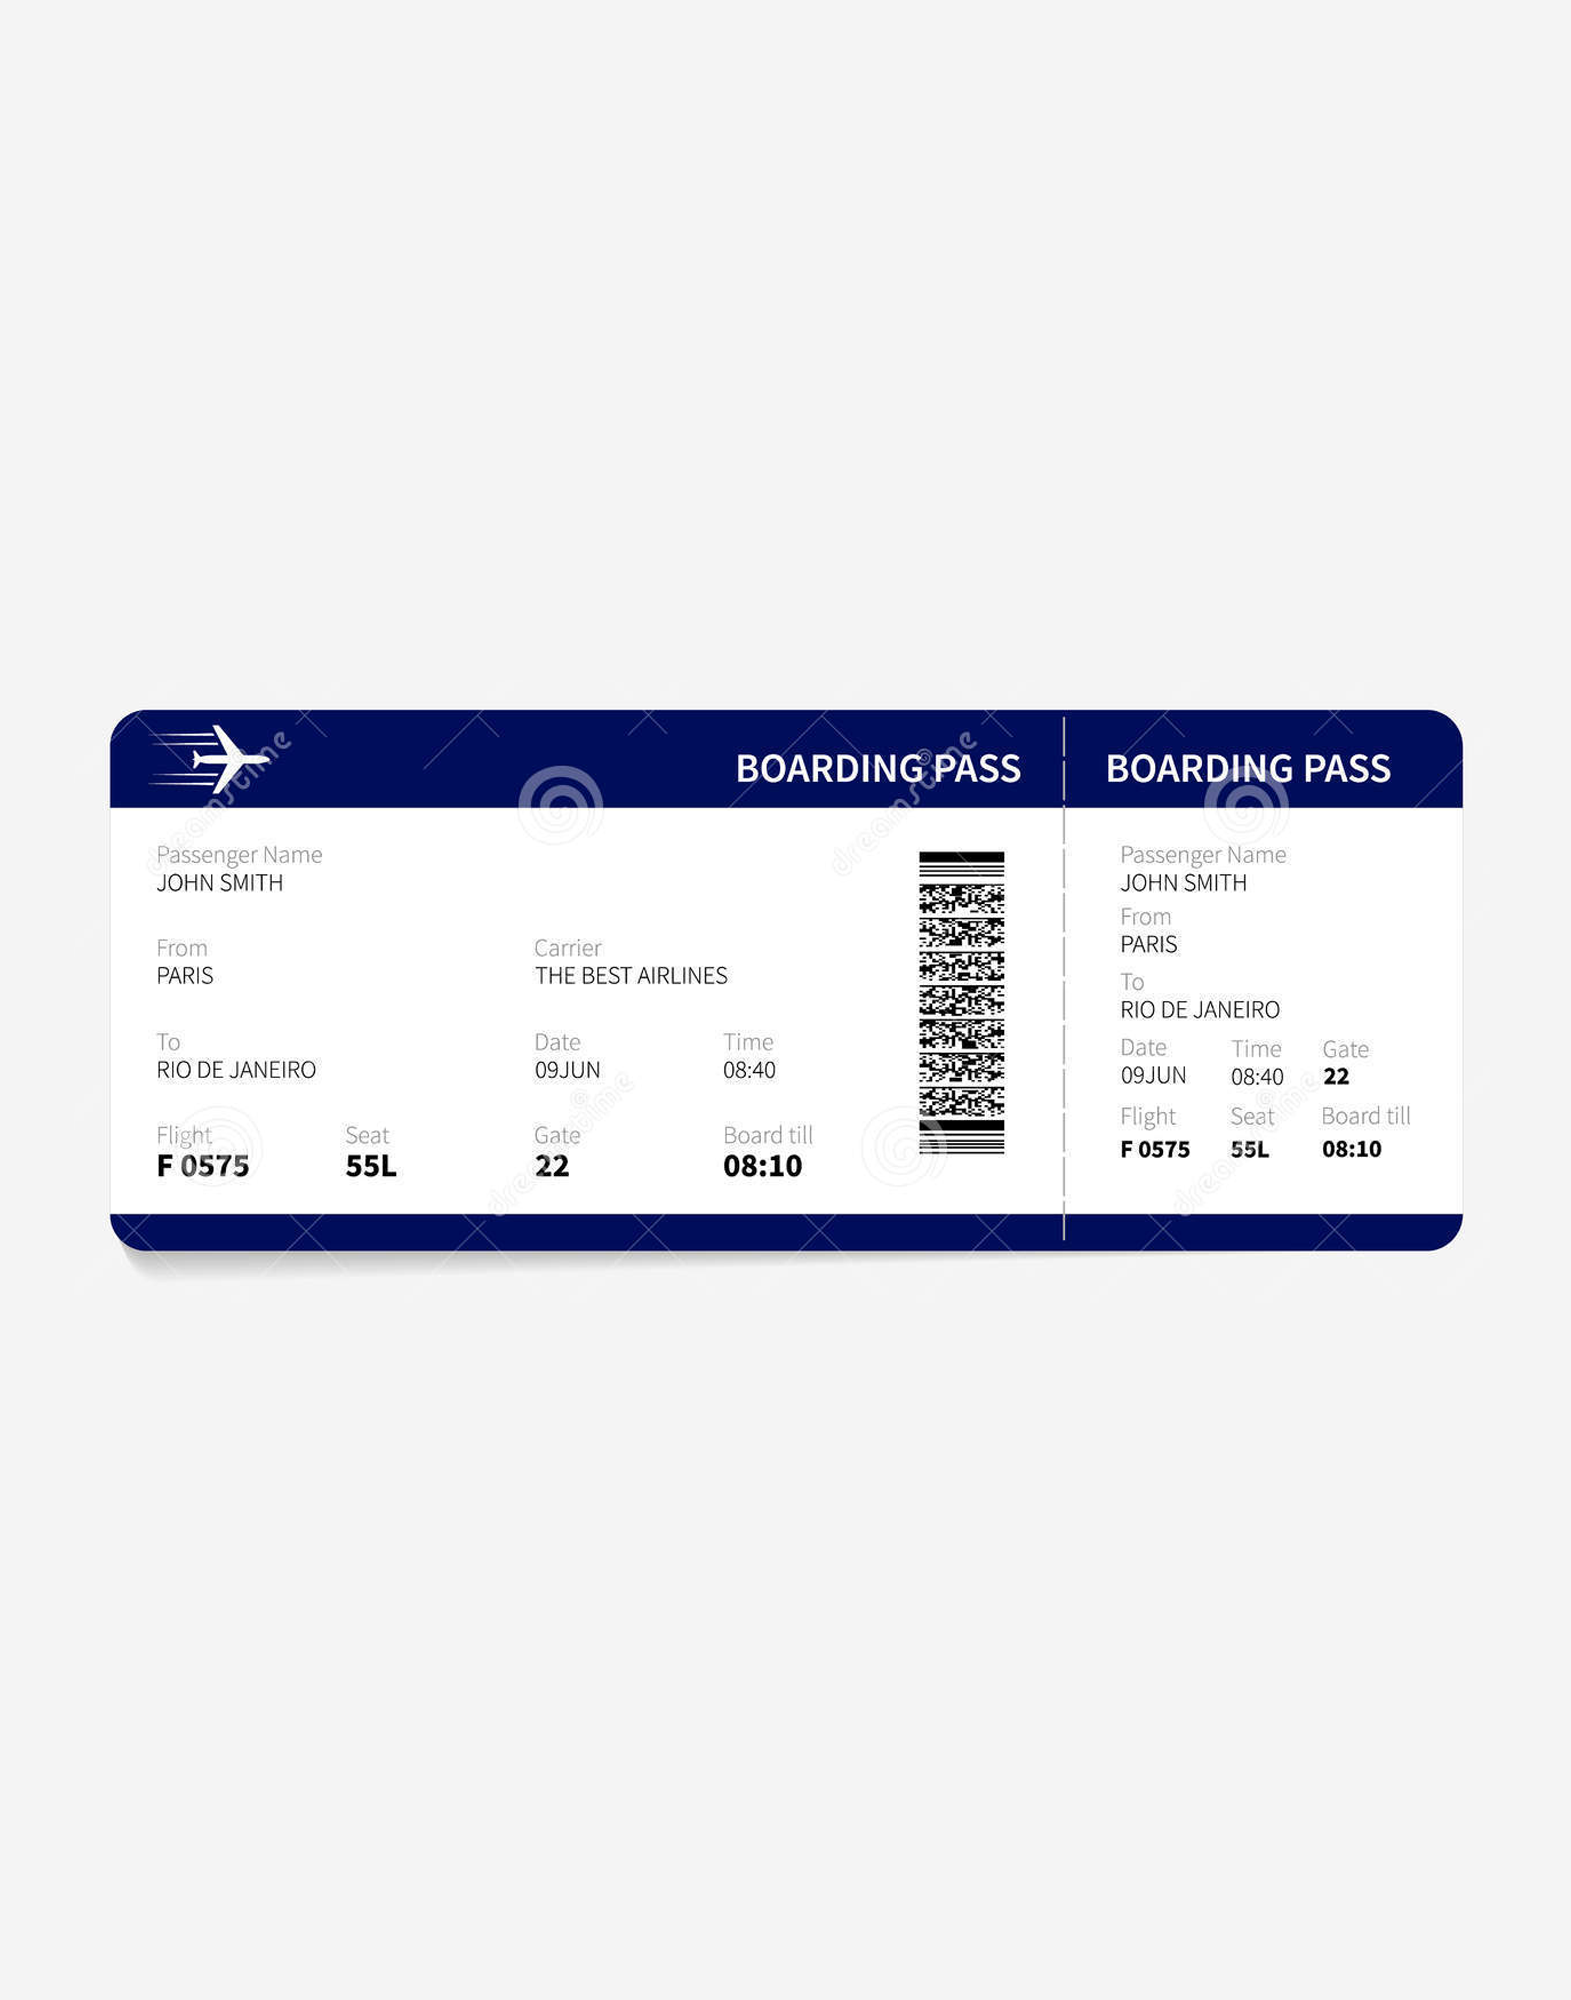 BOARDING PASS
Passenger Name
JOHN SMITH
From
PARIS
Carrier
THE BEST AIRLINES
To
RIO DE JANEIRO
Date
09JUN
Time
08:40
Flight
F 0575
Seat
55L
Gate
22
Board till
08:10
BOARDING PASS
Passenger Name
JOHN SMITH
From
PARIS
To
RIO DE JANEIRO
Date Time Gate
09JUN 08:40 22
Flight Seat Board till
F 0575 55L 08:10
dreamstime
dreamstime
dreamstime
dreamstime